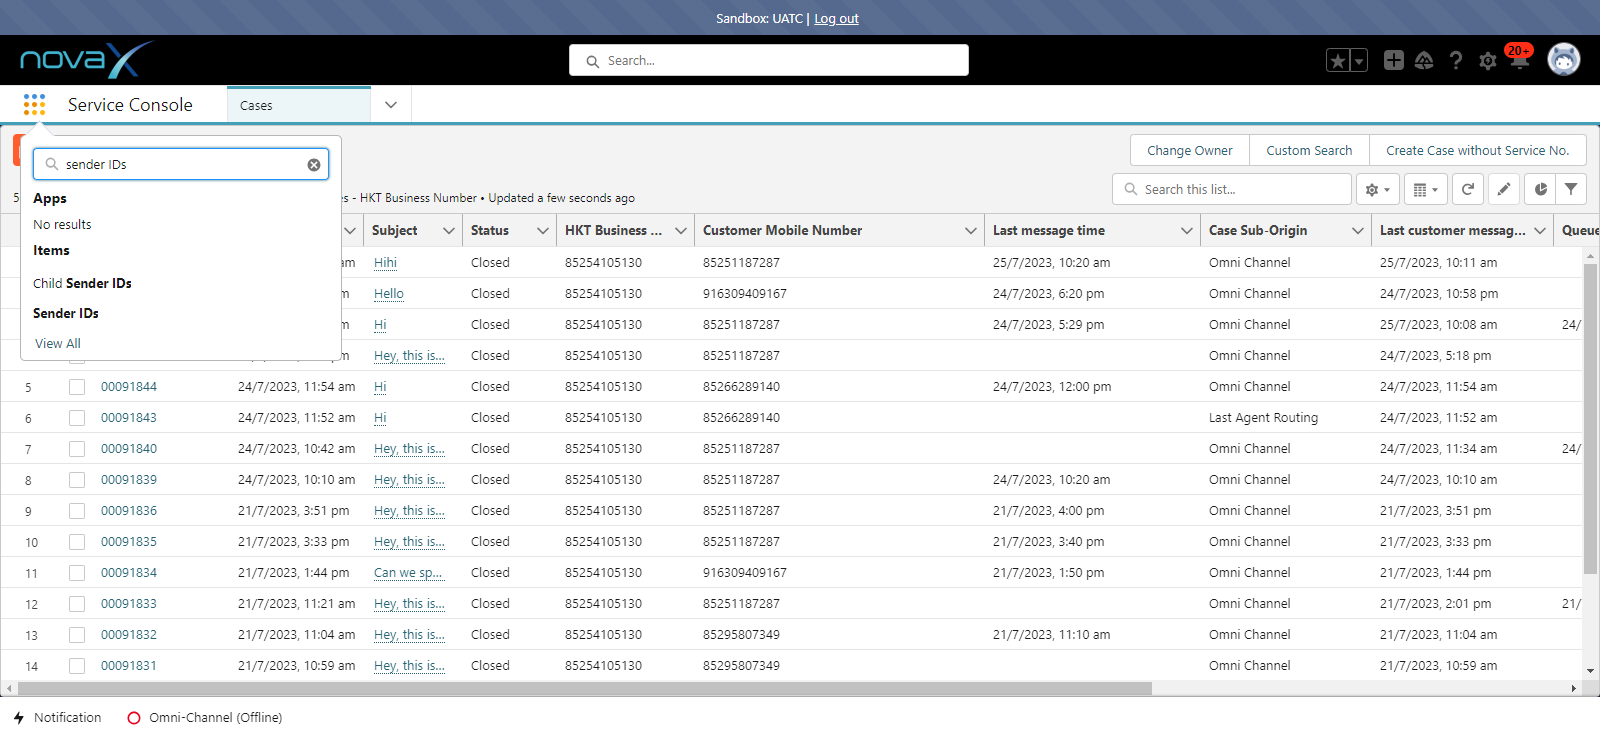 Sandbox: UATC | Log out
novaX
Search...
20+
Service Console
Cases
sender IDs
Apps
No results
Items
Child Sender IDs
Sender IDs
View All
Change Owner
Custom Search
Create Case without Service No.
5
s - HKT Business Number • Updated a few seconds ago
Search this list...
Subject Status HKT Business ... Customer Mobile Number Last message time Case Sub-Origin Last customer messag... Queue
am Hihi Closed 85254105130 85251187287 25/7/2023, 10:20 am Omni Channel 25/7/2023, 10:11 am
m Hello Closed 85254105130 916309409167 24/7/2023, 6:20 pm Omni Channel 24/7/2023, 10:58 pm
m Hi Closed 85254105130 85251187287 24/7/2023, 5:29 pm Omni Channel 25/7/2023, 10:08 am 24/
Hey, this is... Closed 85254105130 85251187287 Omni Channel 24/7/2023, 5:18 pm
5 00091844 24/7/2023, 11:54 am Hi Closed 85254105130 85266289140 24/7/2023, 12:00 pm Omni Channel 24/7/2023, 11:54 am
6 00091843 24/7/2023, 11:52 am Hi Closed 85254105130 85266289140 Last Agent Routing 24/7/2023, 11:52 am
7 00091840 24/7/2023, 10:42 am Hey, this is... Closed 85254105130 85251187287 Omni Channel 24/7/2023, 11:34 am 24/
8 00091839 24/7/2023, 10:10 am Hey, this is... Closed 85254105130 85251187287 24/7/2023, 10:20 am Omni Channel 24/7/2023, 10:10 am
9 00091836 21/7/2023, 3:51 pm Hey, this is... Closed 85254105130 85251187287 21/7/2023, 4:00 pm Omni Channel 21/7/2023, 3:51 pm
10 00091835 21/7/2023, 3:33 pm Hey, this is... Closed 85254105130 85251187287 21/7/2023, 3:40 pm Omni Channel 21/7/2023, 3:33 pm
11 00091834 21/7/2023, 1:44 pm Can we sp... Closed 85254105130 916309409167 21/7/2023, 1:50 pm Omni Channel 21/7/2023, 1:44 pm
12 00091833 21/7/2023, 11:21 am Hey, this is... Closed 85254105130 85251187287 Omni Channel 21/7/2023, 2:01 pm 21/
13 00091832 21/7/2023, 11:04 am Hey, this is... Closed 85254105130 85295807349 21/7/2023, 11:10 am Omni Channel 21/7/2023, 11:04 am
14 00091831 21/7/2023, 10:59 am Hey, this is... Closed 85254105130 85295807349 Omni Channel 21/7/2023, 10:59 am
Notification
Omni-Channel (Offline)